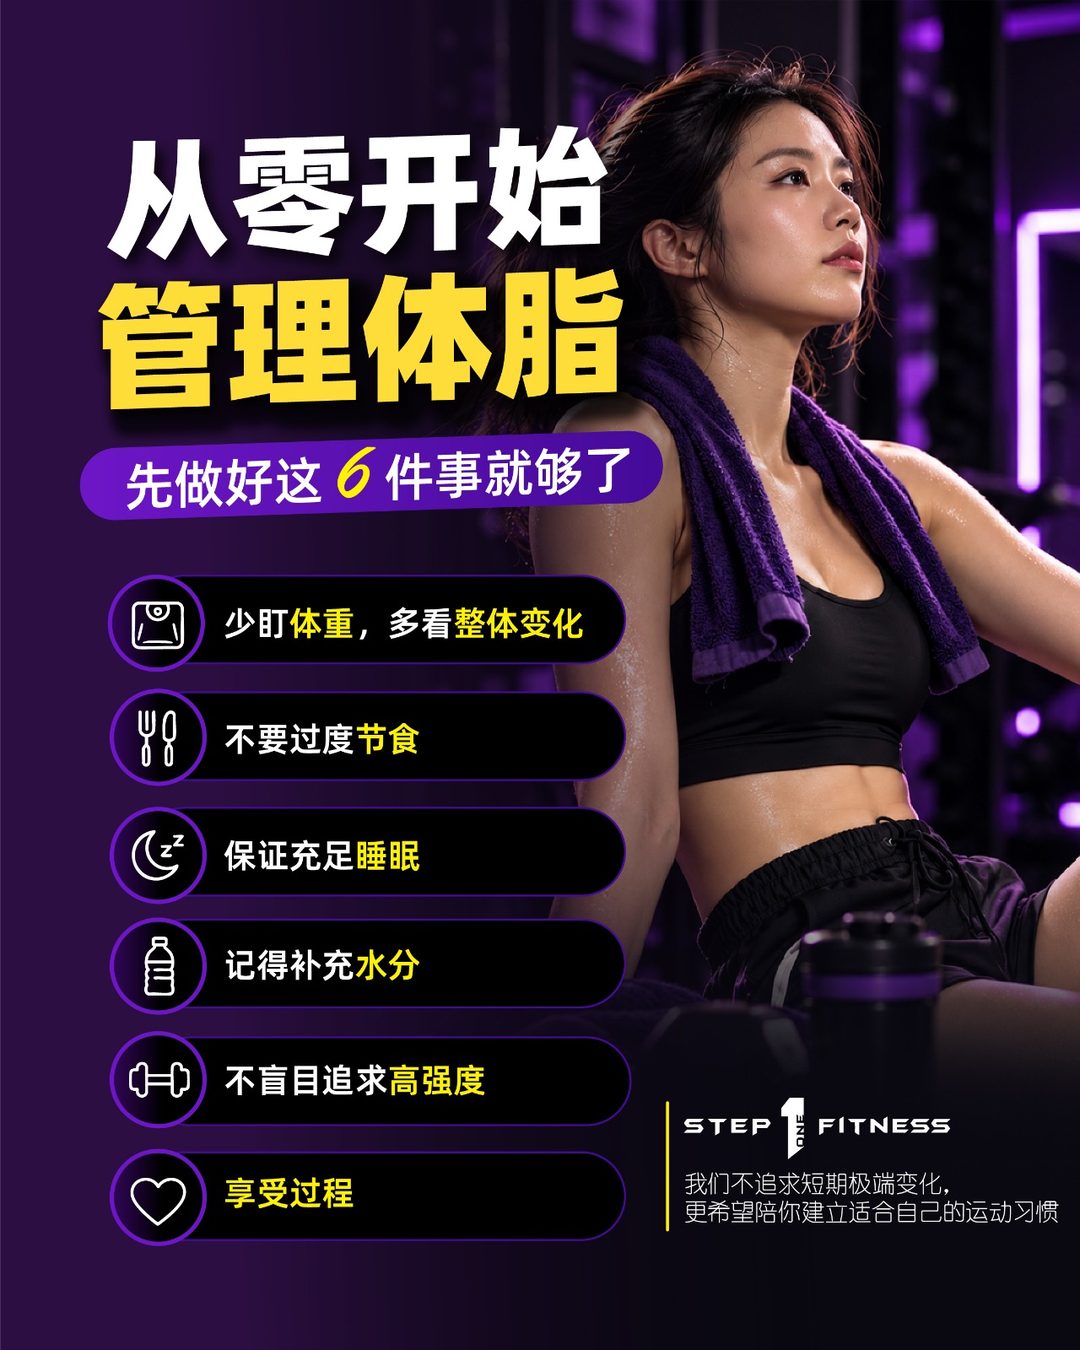 从零开始
管理体脂
先做好这 6 件事就够了
少盯体重，多看整体变化
不要过度节食
保证充足睡眠
记得补充水分
不盲目追求高强度
享受过程
STEP 1 ONE FITNESS
我们不追求短期极端变化，
更希望陪你建立适合自己的运动习惯